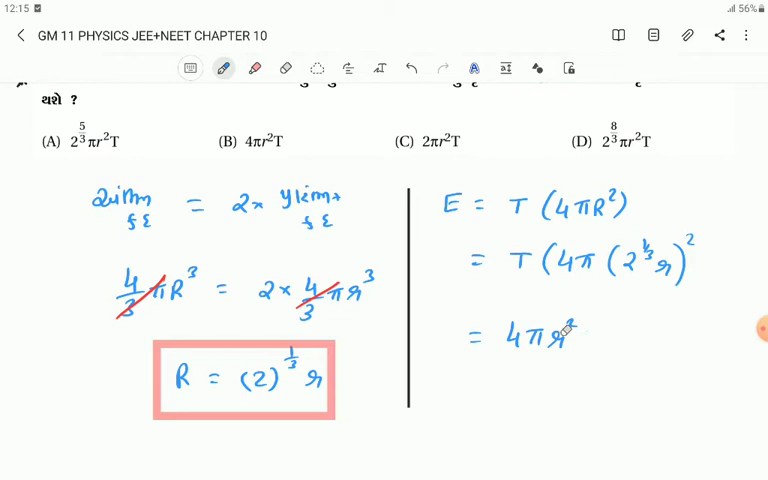 12:15
56%
GM 11 PHYSICS JEE+NEET CHAPTER 10
થશે ?
(A) 2^{5/3}πr²T (B) 4πr²T (C) 2πr²T (D) 2^{8/3}πr²T
= 2×
4/3 πR³ = 2 × 4/3 πr³
R = (2)^{1/3} r
E = T (4πR²)
= T (4π (2^{1/3} r)²
= 4πr²